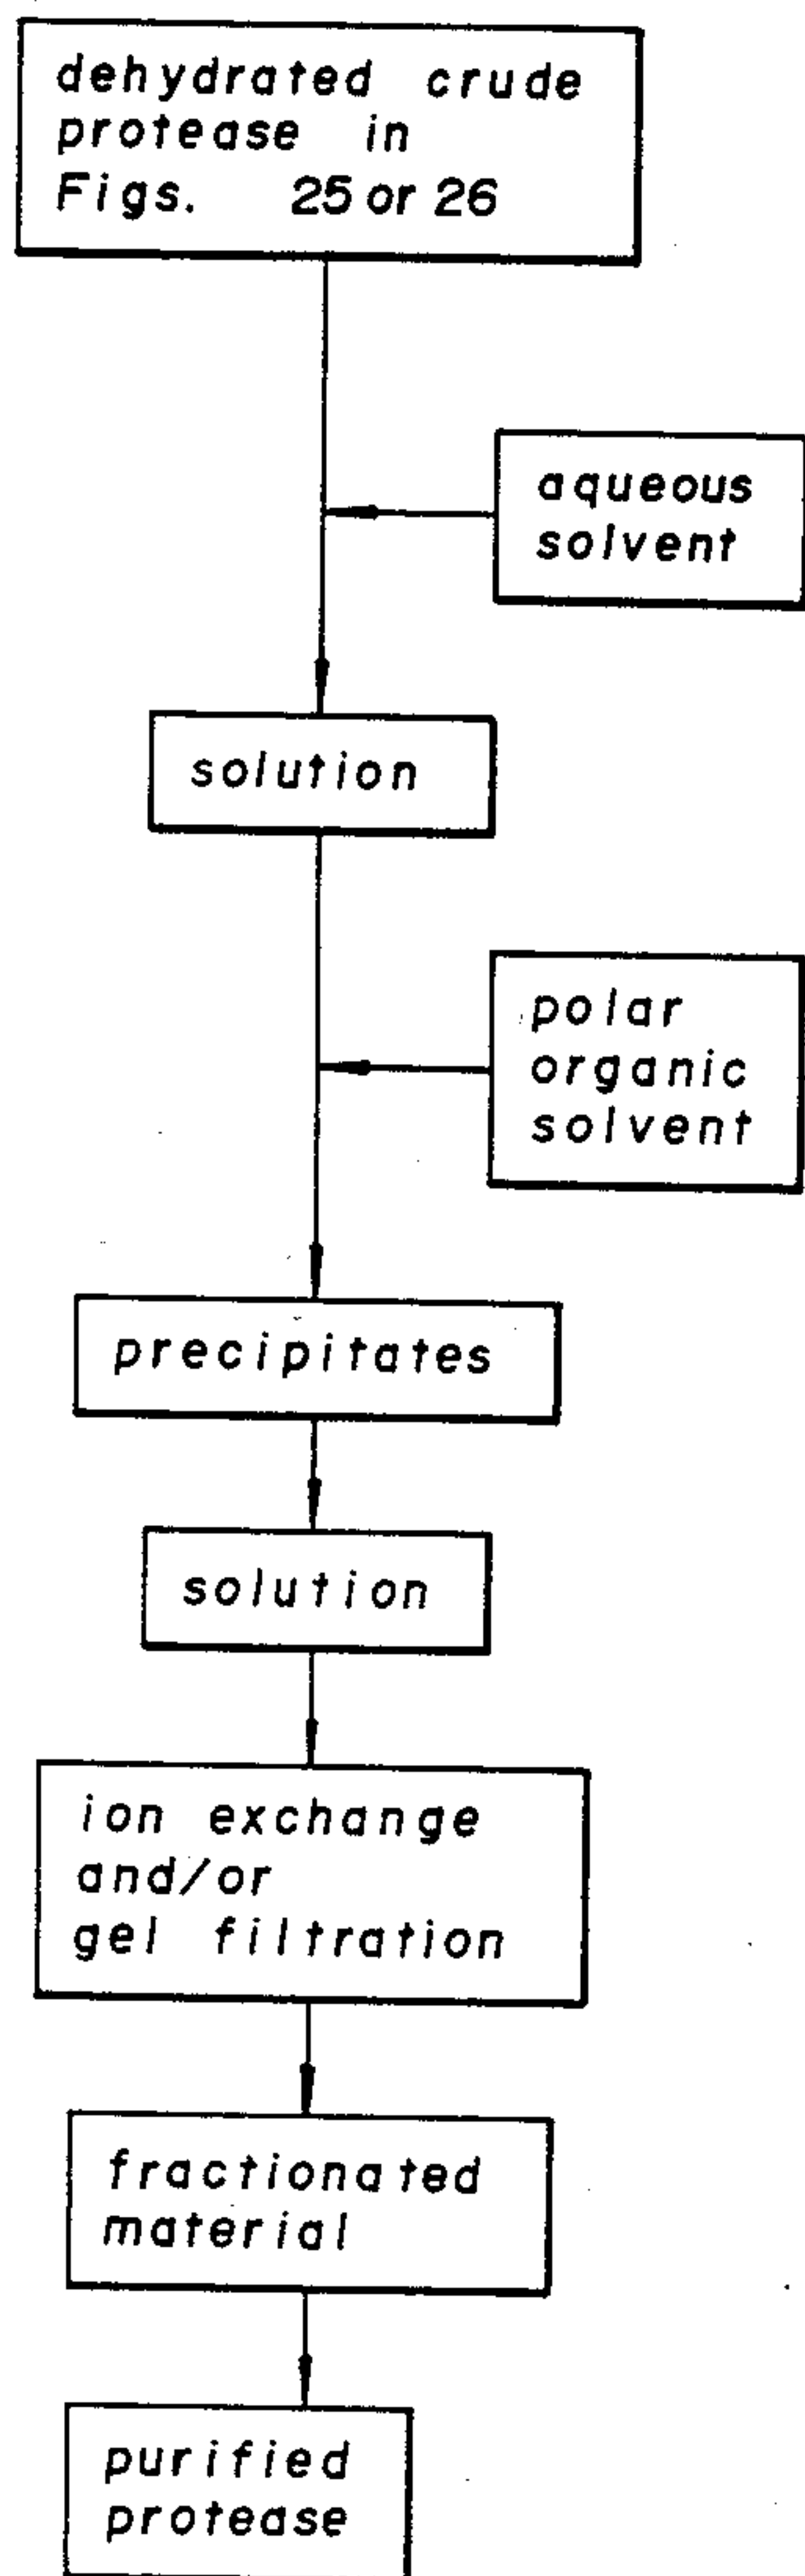 dehydrated crude
protease in
Figs. 25 or 26
aqueous
solvent
solution
polar
organic
solvent
precipitates
solution
ion exchange
and/or
gel filtration
fractionated
material
purified
protease